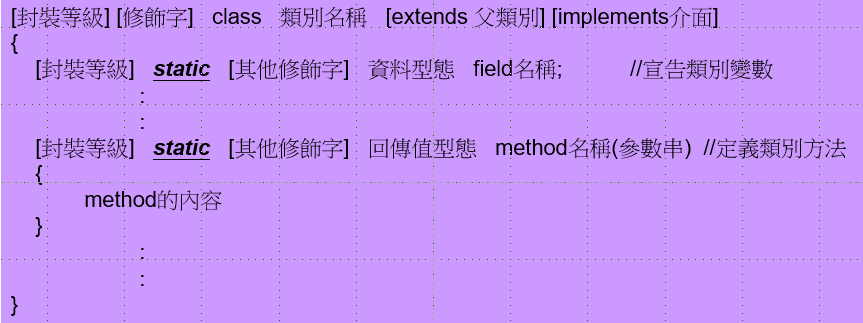 [封裝等級] [修飾字] class 類別名稱 [extends 父類別] [implements介面]
{
[封裝等級] static [其他修飾字] 資料型態 field名稱; //宣告類別變數
:
:
[封裝等級] static [其他修飾字] 回傳值型態 method名稱(參數串) //定義類別方法
{
method的內容
}
:
:
}